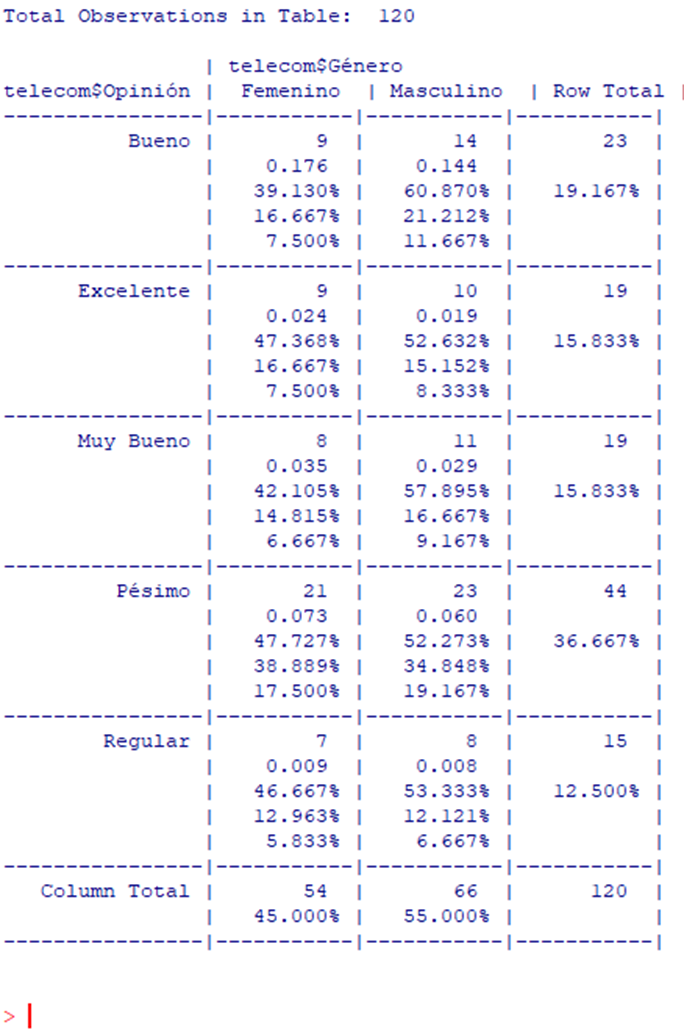 Total Observations in Table:  120
                | telecom$Género
telecom$Opinión |  Femenino  | Masculino  | Row Total |
----------------|-----------|-----------|-----------|
          Bueno |         9 |        14 |        23 |
                |     0.176 |     0.144 |           |
                |   39.130% |   60.870% |   19.167% |
                |   16.667% |   21.212% |           |
                |    7.500% |   11.667% |           |
----------------|-----------|-----------|-----------|
      Excelente |         9 |        10 |        19 |
                |     0.024 |     0.019 |           |
                |   47.368% |   52.632% |   15.833% |
                |   16.667% |   15.152% |           |
                |    7.500% |    8.333% |           |
----------------|-----------|-----------|-----------|
      Muy Bueno |         8 |        11 |        19 |
                |     0.035 |     0.029 |           |
                |   42.105% |   57.895% |   15.833% |
                |   14.815% |   16.667% |           |
                |    6.667% |    9.167% |           |
----------------|-----------|-----------|-----------|
         Pésimo |        21 |        23 |        44 |
                |     0.073 |     0.060 |           |
                |   47.727% |   52.273% |   36.667% |
                |   38.889% |   34.848% |           |
                |   17.500% |   19.167% |           |
----------------|-----------|-----------|-----------|
        Regular |         7 |         8 |        15 |
                |     0.009 |     0.008 |           |
                |   46.667% |   53.333% |   12.500% |
                |   12.963% |   12.121% |           |
                |    5.833% |    6.667% |           |
----------------|-----------|-----------|-----------|
   Column Total |        54 |        66 |       120 |
                |   45.000% |   55.000% |           |
----------------|-----------|-----------|-----------|
> |